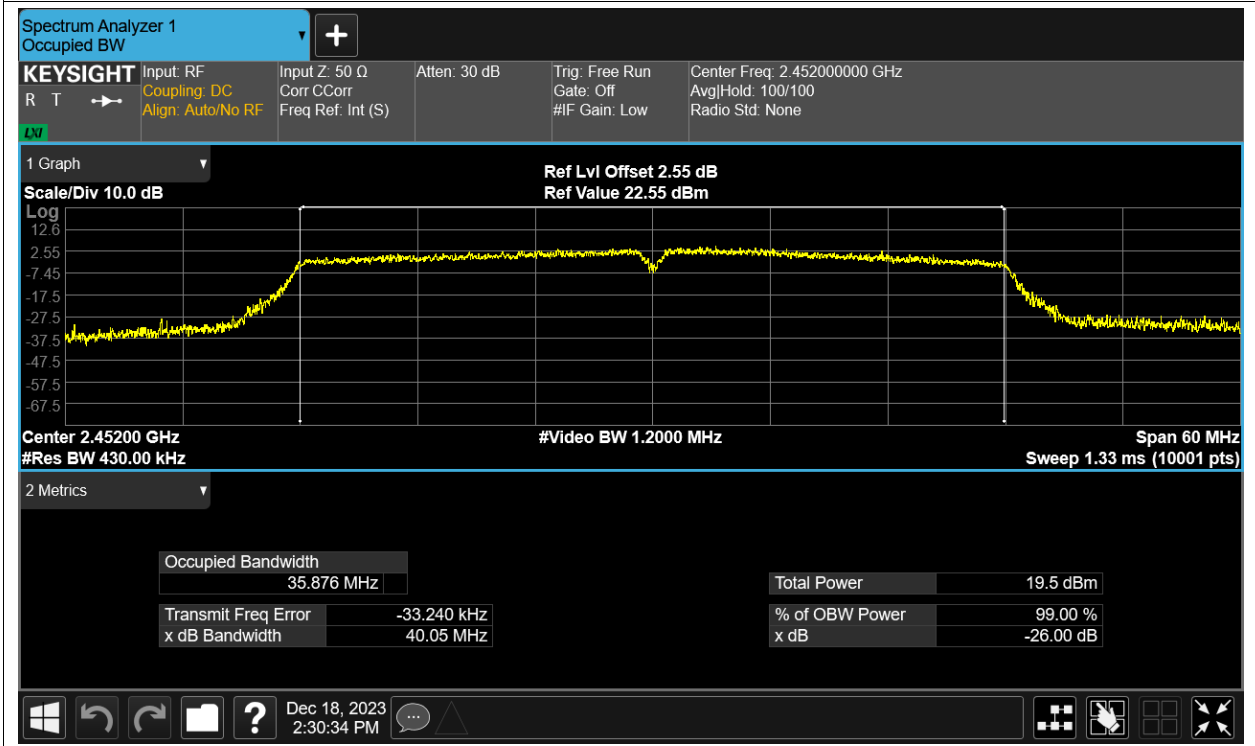 Spectrum Analyzer 1
Occupied BW
KEYSIGHT Input: RF Input Z: 50 Ω Atten: 30 dB Trig: Free Run Center Freq: 2.452000000 GHz
R T Coupling: DC Corr CCorr Gate: Off Avg|Hold: 100/100
Align: Auto/No RF Freq Ref: Int (S) #IF Gain: Low Radio Std: None
LXI
1 Graph
Ref Lvl Offset 2.55 dB
Scale/Div 10.0 dB Ref Value 22.55 dBm
Log
12.6
2.55
-7.45
-17.5
-27.5
-37.5
-47.5
-57.5
-67.5
Center 2.45200 GHz #Video BW 1.2000 MHz Span 60 MHz
#Res BW 430.00 kHz Sweep 1.33 ms (10001 pts)
2 Metrics
Occupied Bandwidth
35.876 MHz Total Power 19.5 dBm
Transmit Freq Error -33.240 kHz % of OBW Power 99.00 %
x dB Bandwidth 40.05 MHz x dB -26.00 dB
? Dec 18, 2023
2:30:34 PM